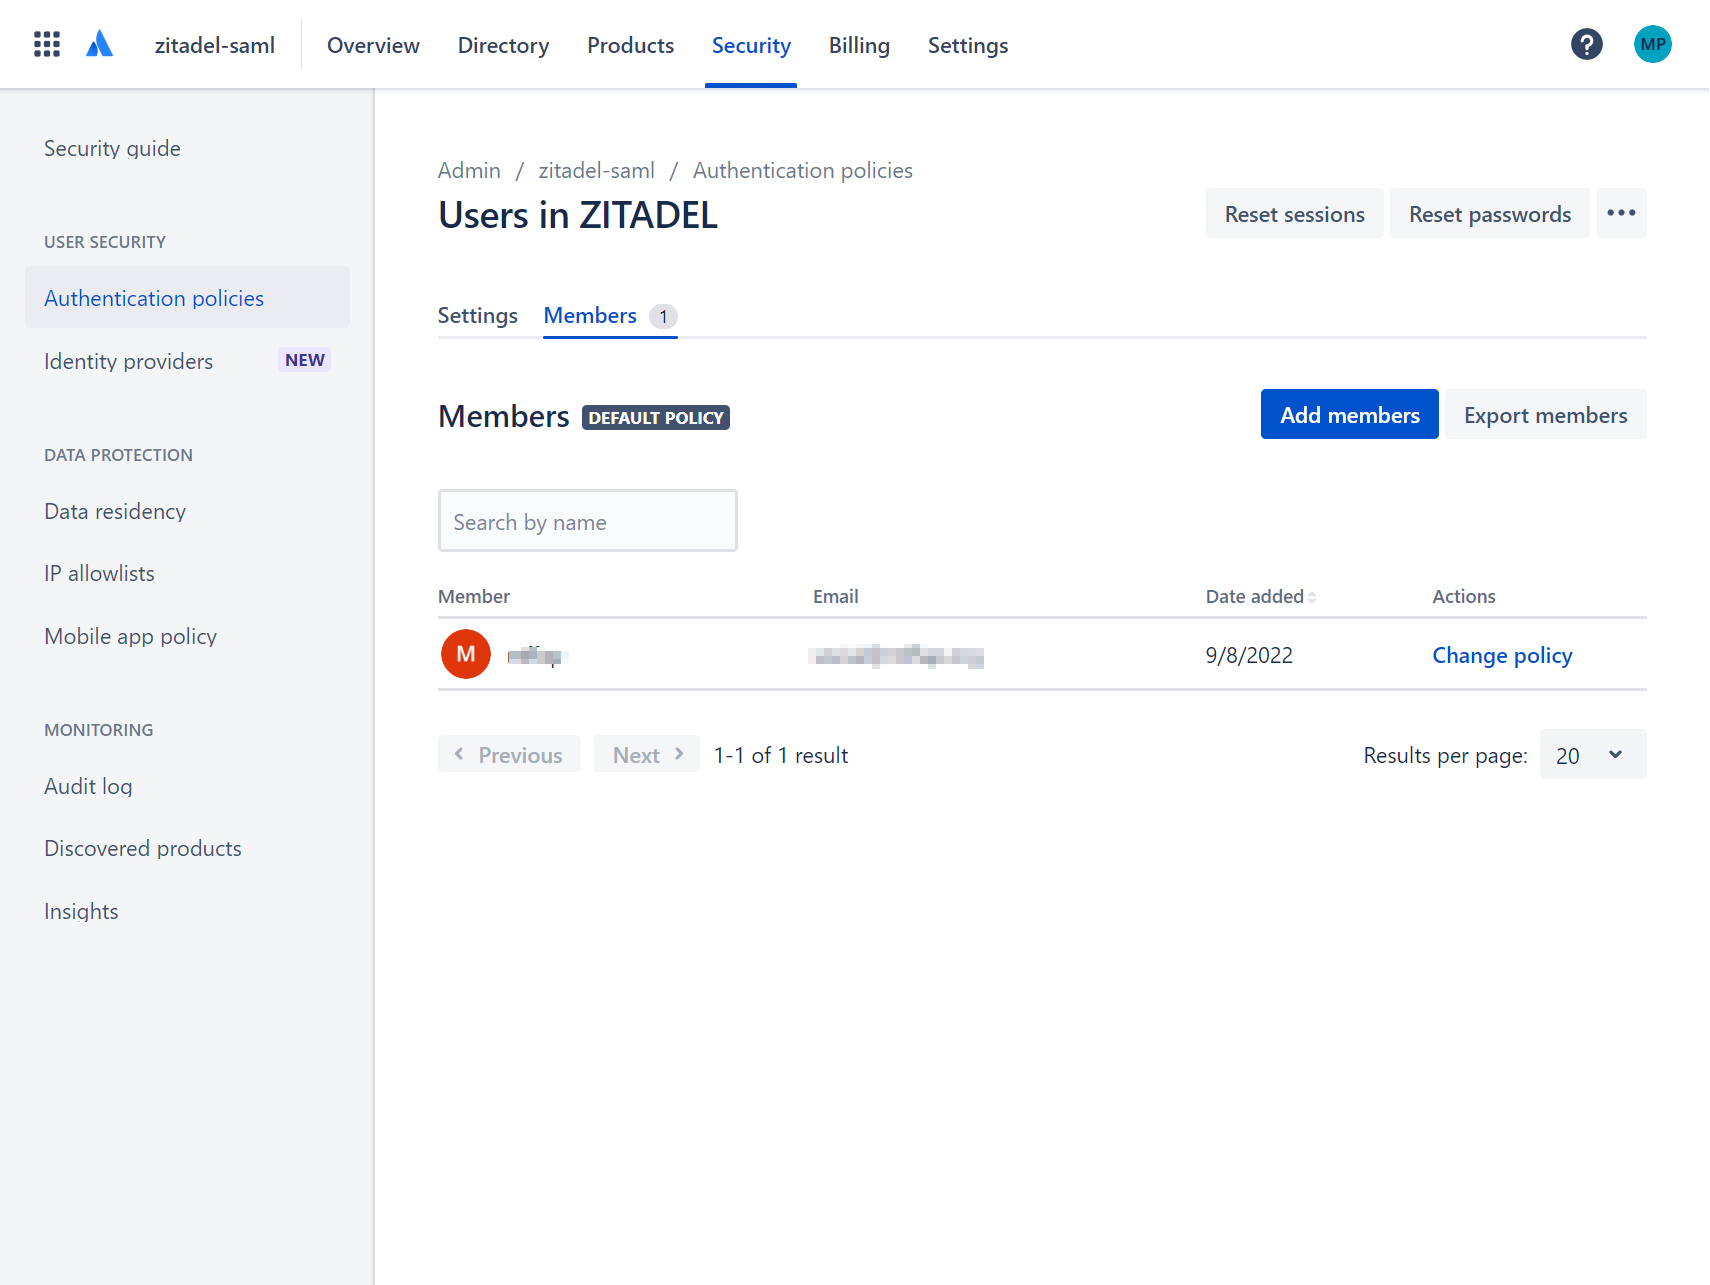 zitadel-saml Overview Directory Products Security Billing Settings ? MP
Security guide
USER SECURITY
Authentication policies
Identity providers NEW
DATA PROTECTION
Data residency
IP allowlists
Mobile app policy
MONITORING
Audit log
Discovered products
Insights
Admin / zitadel-saml / Authentication policies
Users in ZITADEL Reset sessions Reset passwords •••
Settings Members 1
Members DEFAULT POLICY Add members Export members
Search by name
Member Email Date added Actions
M 9/8/2022 Change policy
Previous Next 1-1 of 1 result Results per page: 20